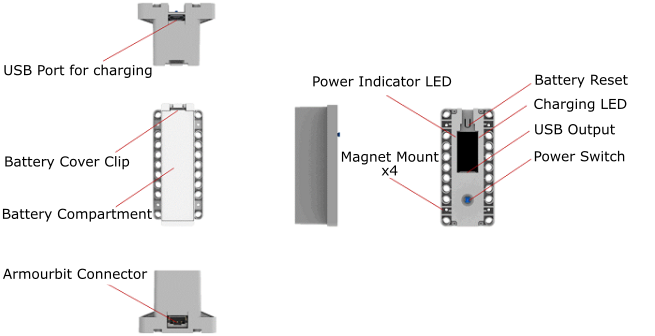 USB Port for charging
Power Indicator LED
Battery Reset
Charging LED
USB Output
Power Switch
Magnet Mount
x4
Battery Cover Clip
Battery Compartment
Armourbit Connector